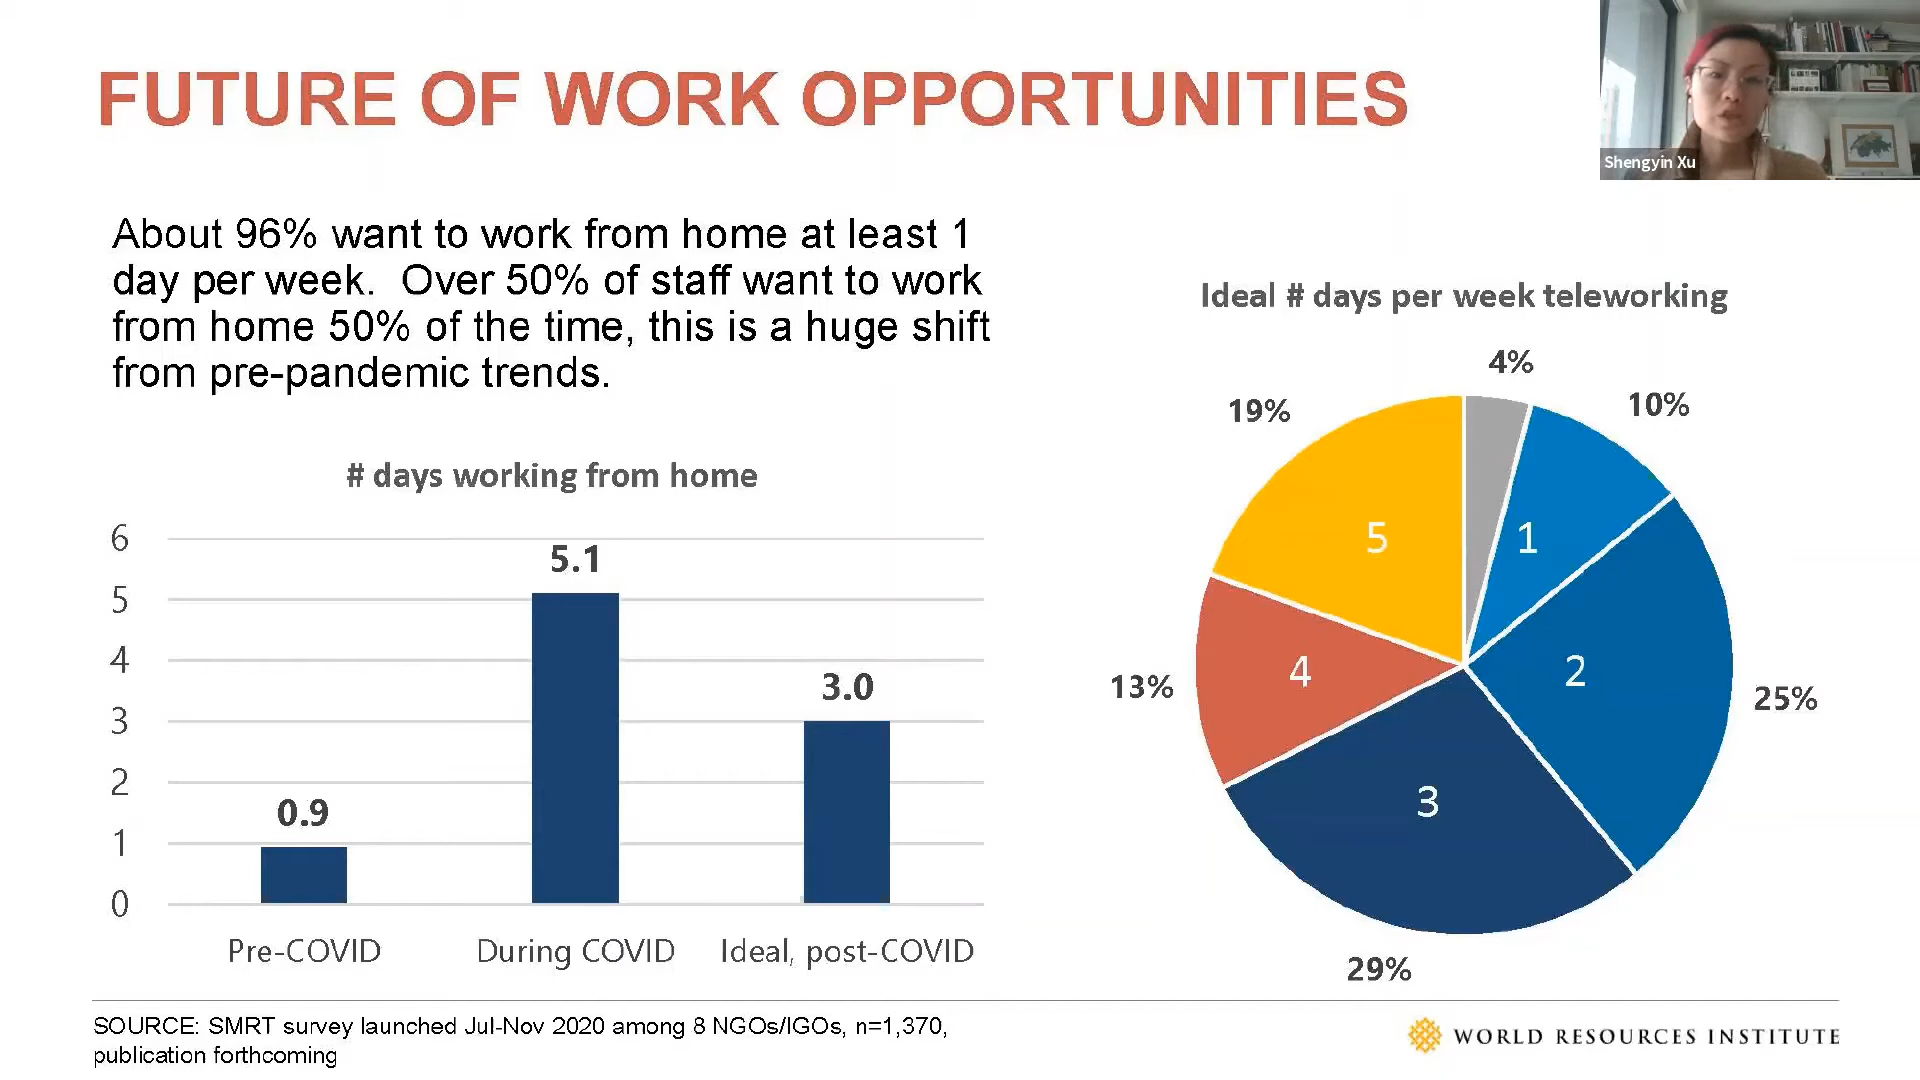 FUTURE OF WORK OPPORTUNITIES
Shengyin Xu
About 96% want to work from home at least 1
day per week.  Over 50% of staff want to work
from home 50% of the time, this is a huge shift
from pre-pandemic trends.
# days working from home
6
5
4
3
2
1
0
0.9
5.1
3.0
Pre-COVID
During COVID
Ideal, post-COVID
Ideal # days per week teleworking
4%
10%
25%
29%
13%
19%
1
2
3
4
5
SOURCE: SMRT survey launched Jul-Nov 2020 among 8 NGOs/IGOs, n=1,370,
publication forthcoming
WORLD RESOURCES INSTITUTE